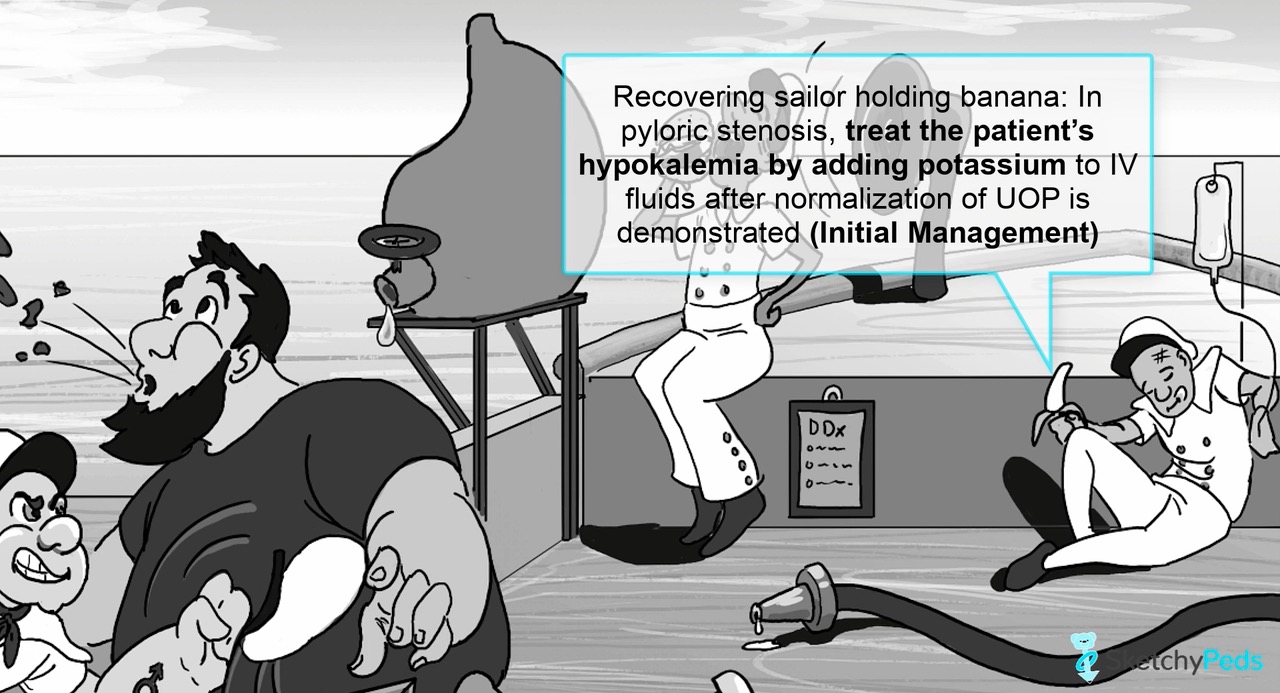 Recovering sailor holding banana: In
pyloric stenosis, treat the patient’s
hypokalemia by adding potassium to IV
fluids after normalization of UOP is
demonstrated (Initial Management)
DDx
SketchyPeds